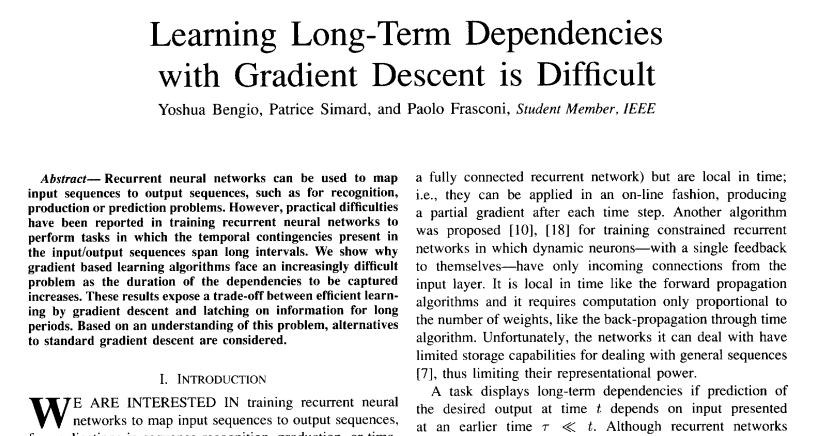 Learning Long-Term Dependencies
with Gradient Descent is Difficult
Yoshua Bengio, Patrice Simard, and Paolo Frasconi, Student Member, IEEE
Abstract— Recurrent neural networks can be used to map
input sequences to output sequences, such as for recognition,
production or prediction problems. However, practical difficulties
have been reported in training recurrent neural networks to
perform tasks in which the temporal contingencies present in
the input/output sequences span long intervals. We show why
gradient based learning algorithms face an increasingly difficult
problem as the duration of the dependencies to be captured
increases. These results expose a trade-off between efficient learn-
ing by gradient descent and latching on information for long
periods. Based on an understanding of this problem, alternatives
to standard gradient descent are considered.
I. INTRODUCTION
WE ARE INTERESTED IN training recurrent neural
networks to map input sequences to output sequences,
a fully connected recurrent network) but are local in time;
i.e., they can be applied in an on-line fashion, producing
a partial gradient after each time step. Another algorithm
was proposed [10], [18] for training constrained recurrent
networks in which dynamic neurons—with a single feedback
to themselves—have only incoming connections from the
input layer. It is local in time like the forward propagation
algorithms and it requires computation only proportional to
the number of weights, like the back-propagation through time
algorithm. Unfortunately, the networks it can deal with have
limited storage capabilities for dealing with general sequences
[7], thus limiting their representational power.
A task displays long-term dependencies if prediction of
the desired output at time t depends on input presented
at an earlier time τ ≪ t. Although recurrent networks